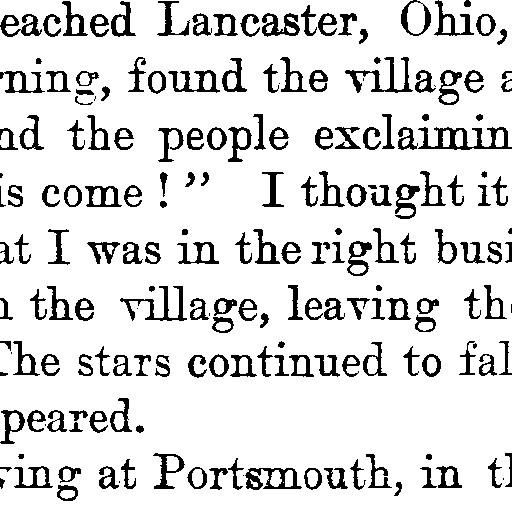 eached Lancaster, Ohio,
rning, found the village a
nd the people exclaimin
is come ! " I thought it
at I was in the right busi
n the village, leaving th
The stars continued to fal
peared.
ving at Portsmouth, in th